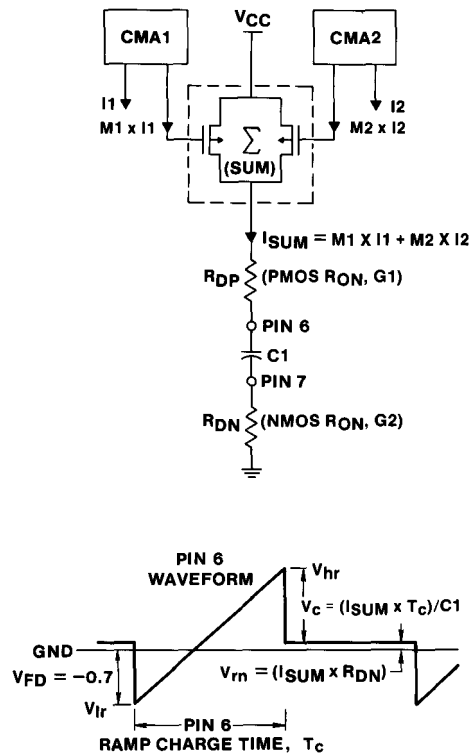 CMA1
VCC
CMA2
I1
I2
M1 x I1
M2 x I2
Σ
(SUM)
ISUM = M1 X I1 + M2 X I2
RDP (PMOS RON, G1)
PIN 6
C1
PIN 7
RDN (NMOS RON, G2)
PIN 6
WAVEFORM
Vhr
Vc = (ISUM x Tc)/C1
GND
VFD = -0.7
Vrn = (ISUM x RDN)
Vlr
PIN 6
RAMP CHARGE TIME, Tc